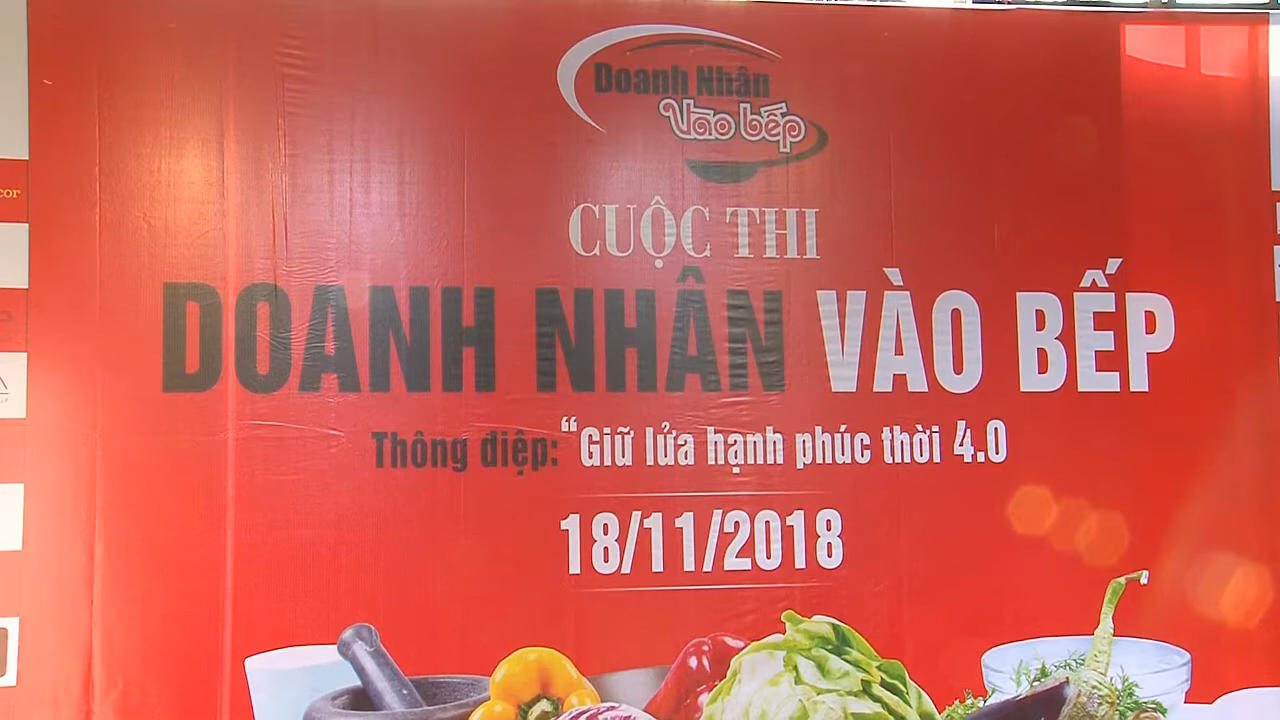 Doanh Nhân
Vào bếp
CUỘC THI
DOANH NHÂN VÀO BẾP
Thông điệp: “Giữ lửa hạnh phúc thời 4.0
18/11/2018
cor